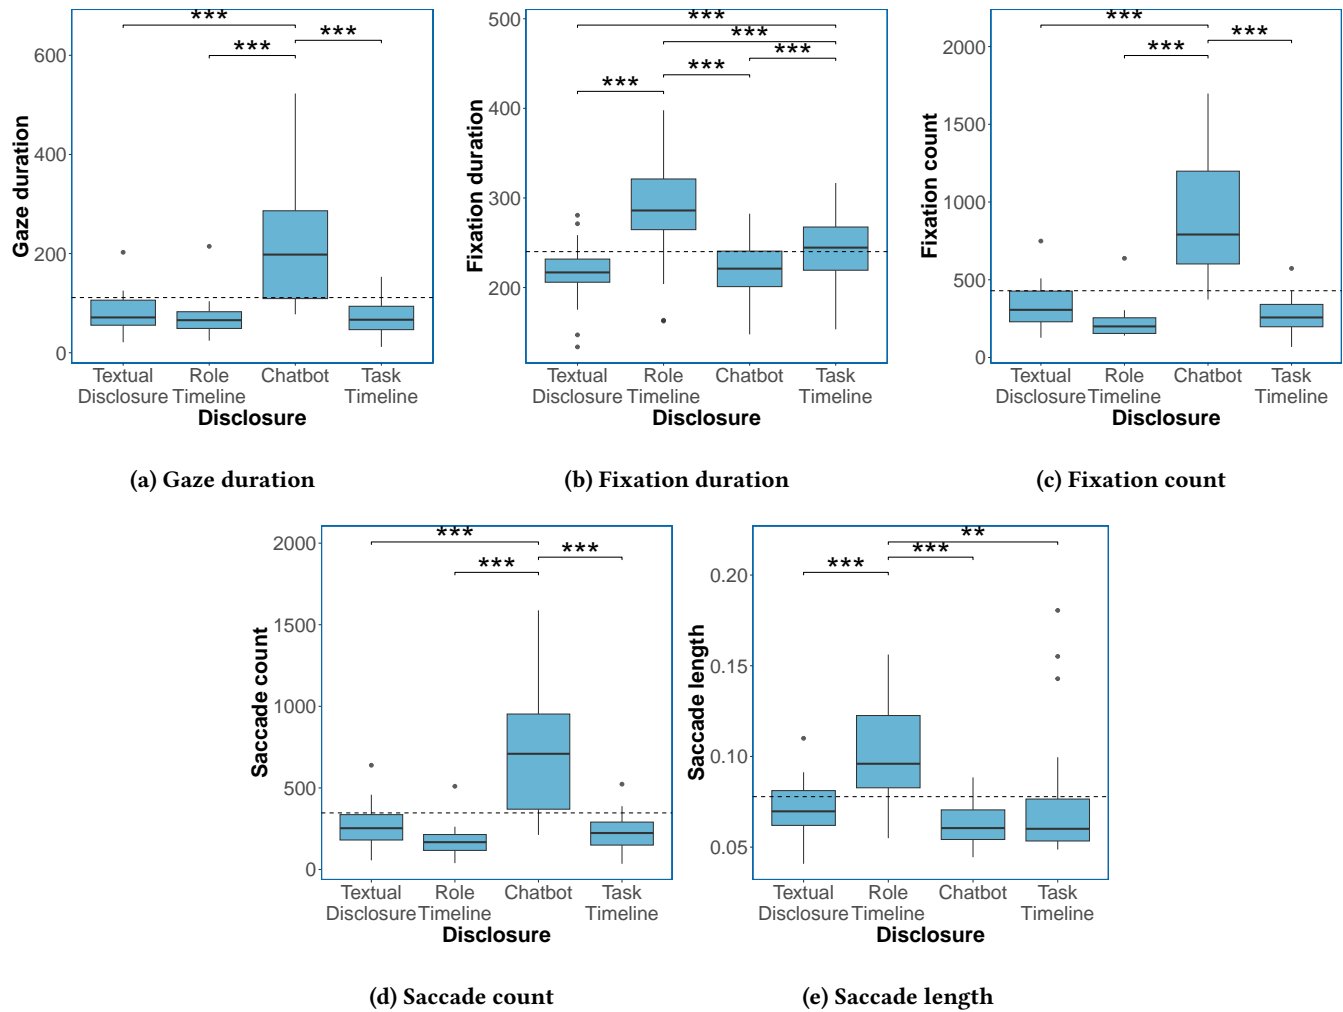 ***
***
***
600
400
200
0
Gaze duration
Textual Disclosure
Role Timeline
Chatbot
Task Timeline
Disclosure
(a) Gaze duration
***
***
***
***
***
500
400
300
200
Fixation duration
Textual Disclosure
Role Timeline
Chatbot
Task Timeline
Disclosure
(b) Fixation duration
***
***
***
2000
1500
1000
500
0
Fixation count
Textual Disclosure
Role Timeline
Chatbot
Task Timeline
Disclosure
(c) Fixation count
***
***
***
2000
1500
1000
500
0
Saccade count
Textual Disclosure
Role Timeline
Chatbot
Task Timeline
Disclosure
(d) Saccade count
**
***
***
0.20
0.15
0.10
0.05
Saccade length
Textual Disclosure
Role Timeline
Chatbot
Task Timeline
Disclosure
(e) Saccade length